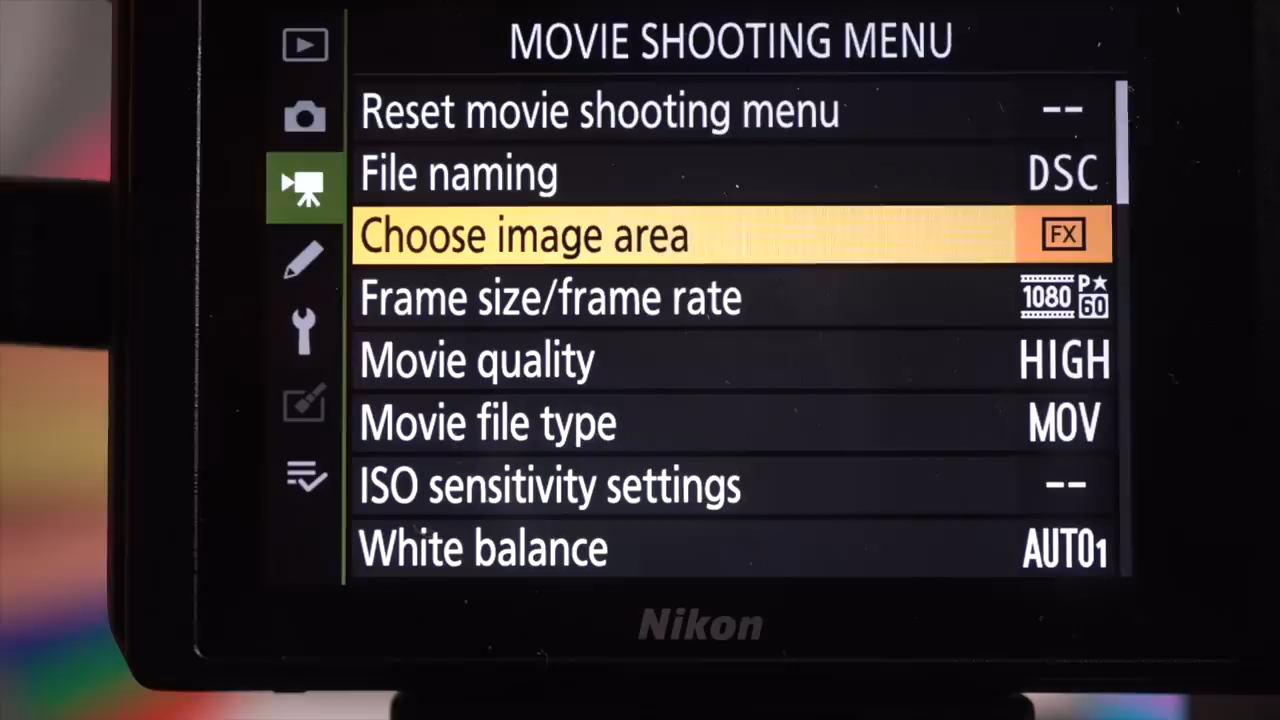 MOVIE SHOOTING MENU
Reset movie shooting menu --
File naming DSC
Choose image area FX
Frame size/frame rate 1080 P★ 60
Movie quality HIGH
Movie file type MOV
ISO sensitivity settings --
White balance AUTO1
Nikon